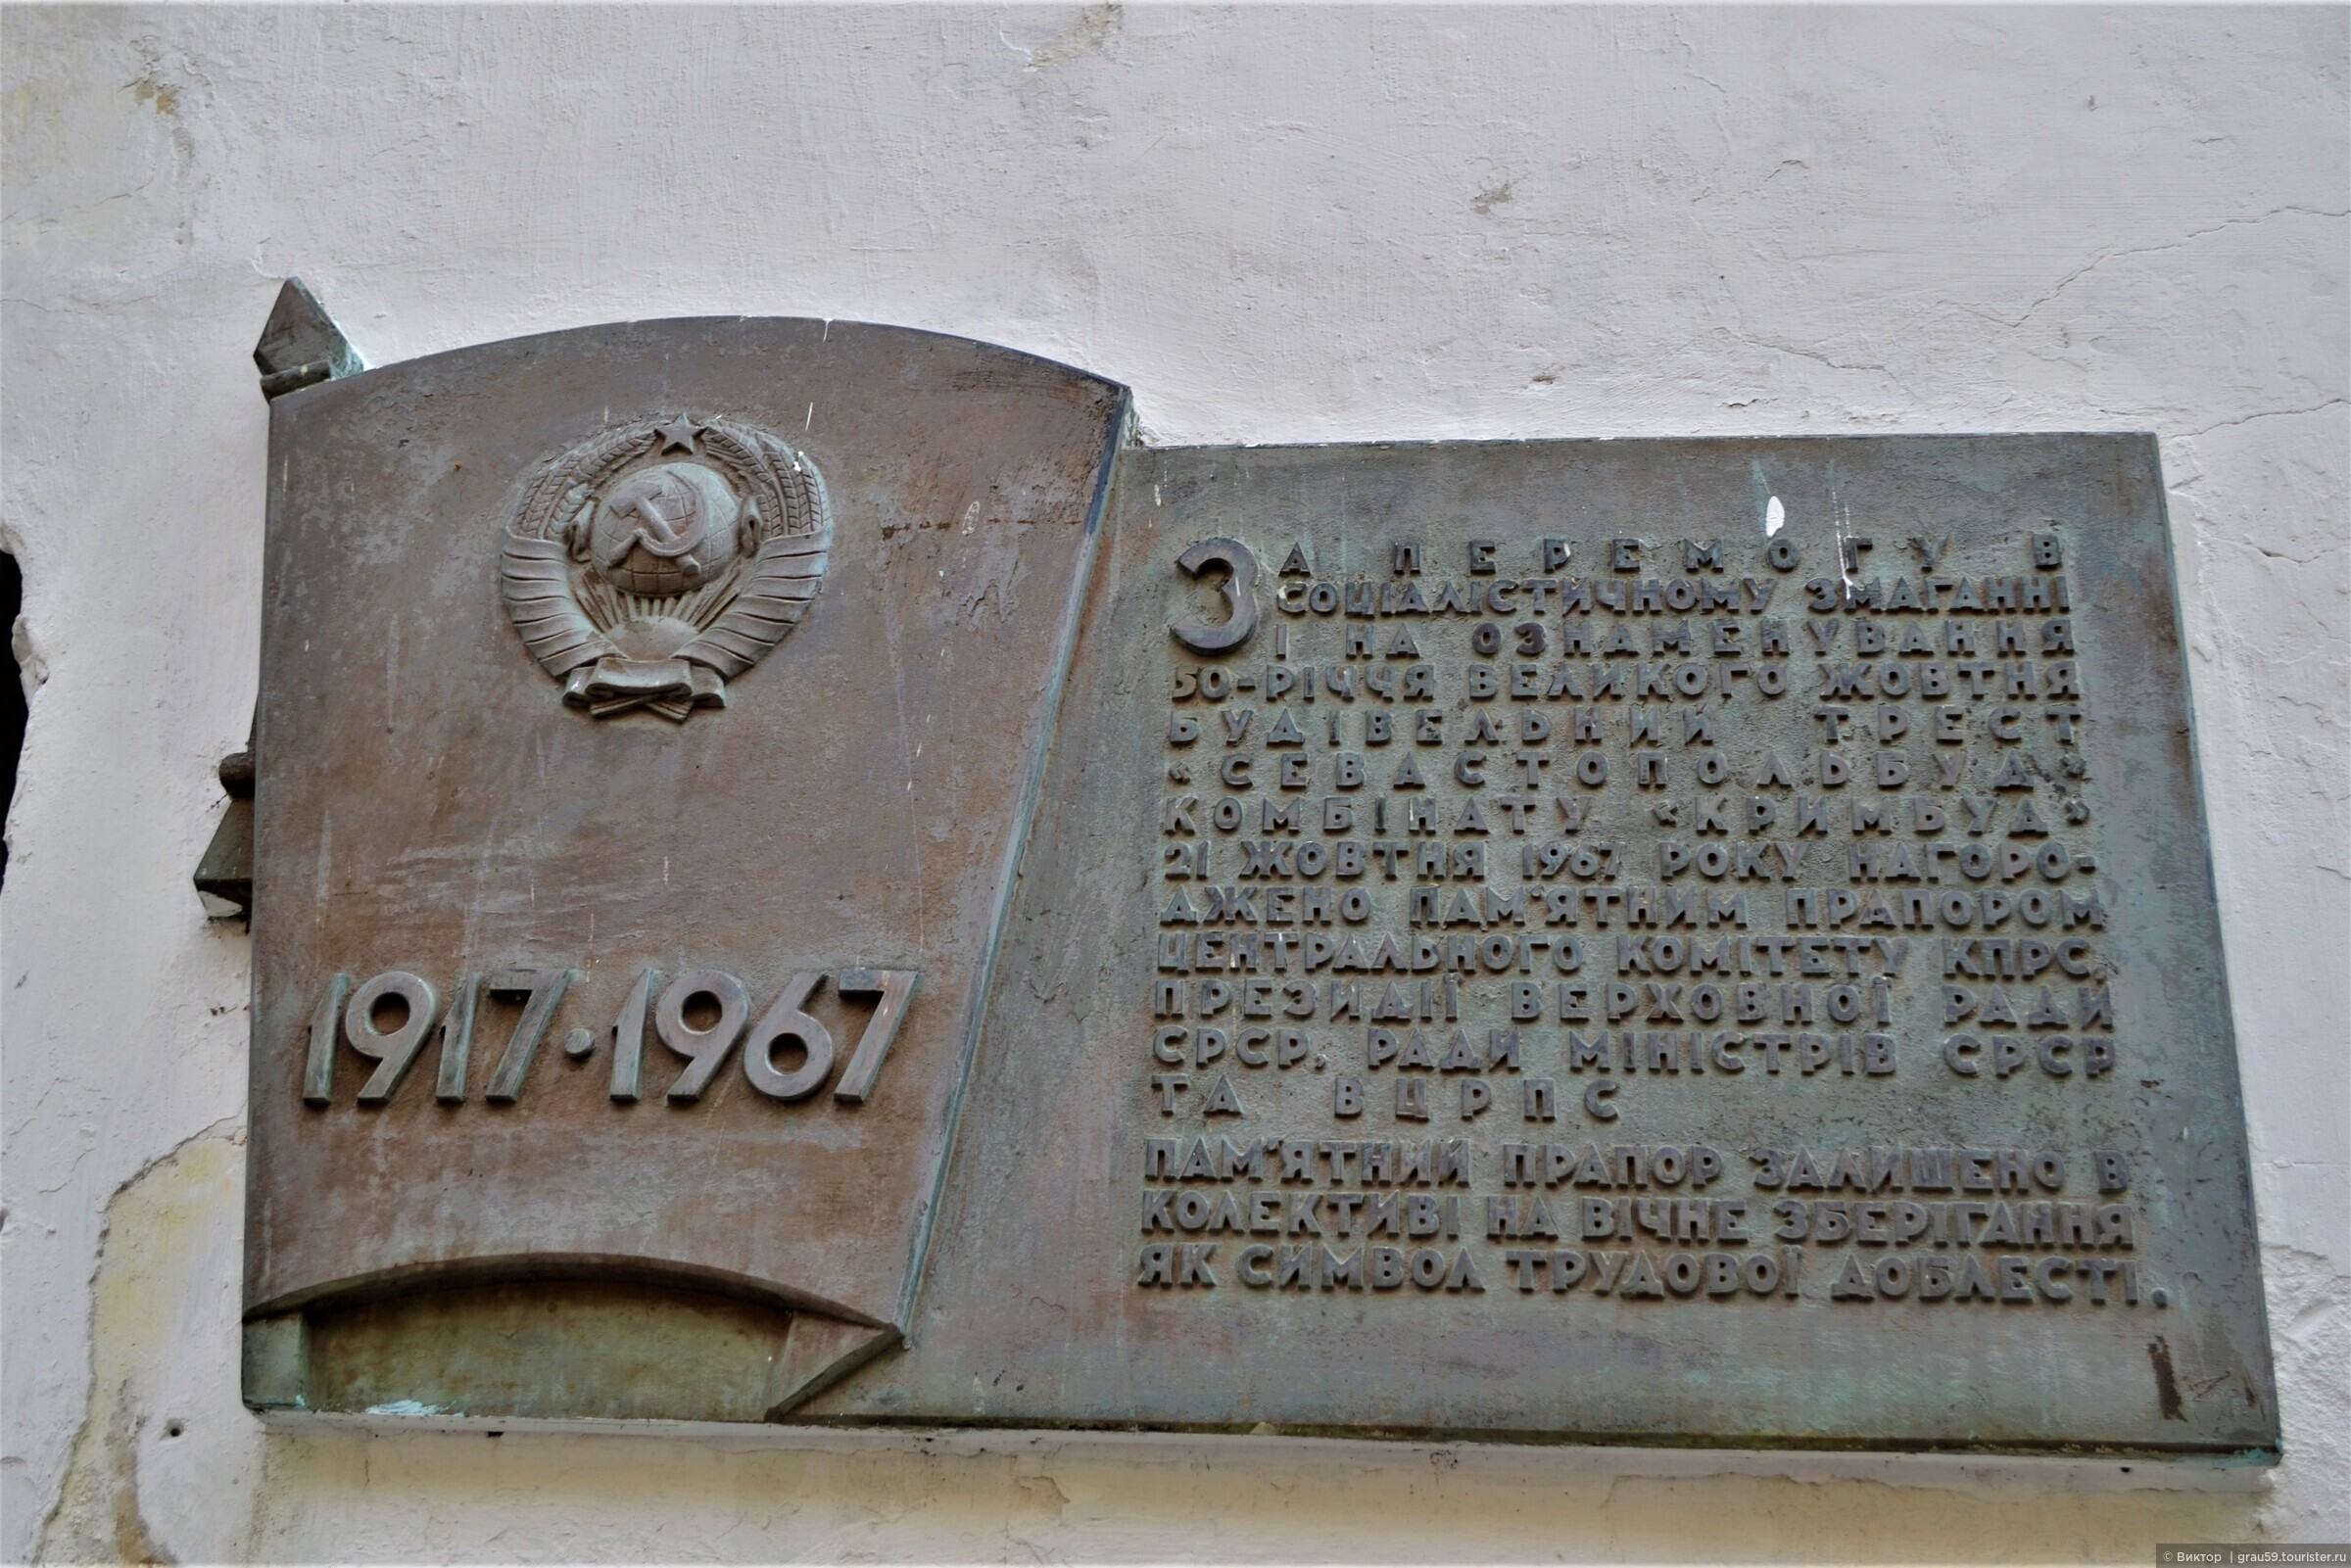 1917·1967
ЗА ПЕРЕМОГУ В
СОЦІАЛІСТИЧНОМУ ЗМАГАННІ
І НА ОЗНАМЕНУВАННЯ
50-РІЧЧЯ ВЕЛИКОГО ЖОВТНЯ
БУДІВЕЛЬНИЙ ТРЕСТ
«СЕВАСТОПОЛЬБУД»
КОМБІНАТУ «КРИМБУД»
21 ЖОВТНЯ 1967 РОКУ НАГОРО-
ДЖЕНО ПАМ'ЯТНИМ ПРАПОРОМ
ЦЕНТРАЛЬНОГО КОМІТЕТУ КПРС,
ПРЕЗИДІЇ ВЕРХОВНОЇ РАДИ
СРСР, РАДИ МІНІСТРІВ СРСР
ТА ВЦРПС
ПАМ'ЯТНИЙ ПРАПОР ЗАЛИШЕНО В
КОЛЕКТИВІ НА ВІЧНЕ ЗБЕРІГАННЯ
ЯК СИМВОЛ ТРУДОВОЇ ДОБЛЕСТІ.
© Виктор | grau59.tourister.ru